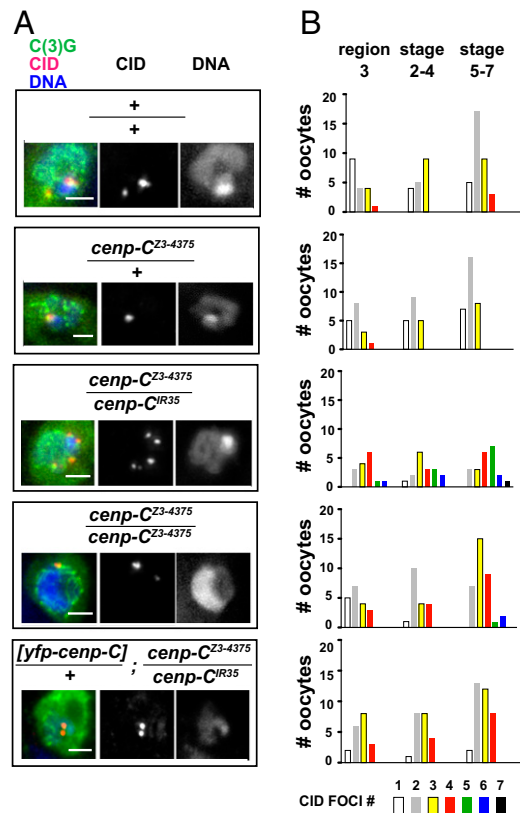 A
C(3)G
CID
DNA
CID
DNA
+
+
cenp-C^Z3-4375
+
cenp-C^Z3-4375
cenp-C^IR35
cenp-C^Z3-4375
cenp-C^Z3-4375
[yfp-cenp-C]
+
;
cenp-C^Z3-4375
cenp-C^IR35
B
region
3
stage
2-4
stage
5-7
# oocytes
20
15
10
5
0
# oocytes
20
15
10
5
0
# oocytes
20
15
10
5
0
# oocytes
20
15
10
5
0
# oocytes
20
15
10
5
0
1 2 3 4 5 6 7
CID FOCI #